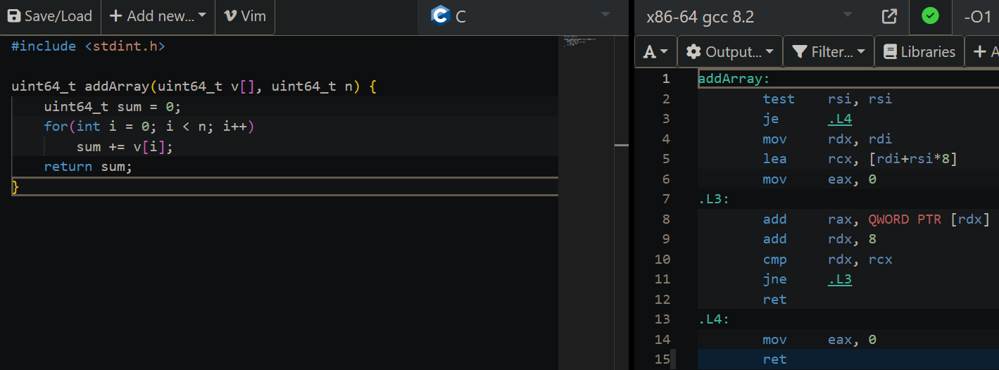 Save/Load + Add new... Vim C x86-64 gcc 8.2 -O1
A Output... Filter... Libraries + A
#include <stdint.h>

uint64_t addArray(uint64_t v[], uint64_t n) {
    uint64_t sum = 0;
    for(int i = 0; i < n; i++)
        sum += v[i];
    return sum;
}
1 addArray:
2         test    rsi, rsi
3         je      .L4
4         mov     rdx, rdi
5         lea     rcx, [rdi+rsi*8]
6         mov     eax, 0
7 .L3:
8         add     rax, QWORD PTR [rdx]
9         add     rdx, 8
10        cmp     rdx, rcx
11        jne     .L3
12        ret
13 .L4:
14        mov     eax, 0
15        ret